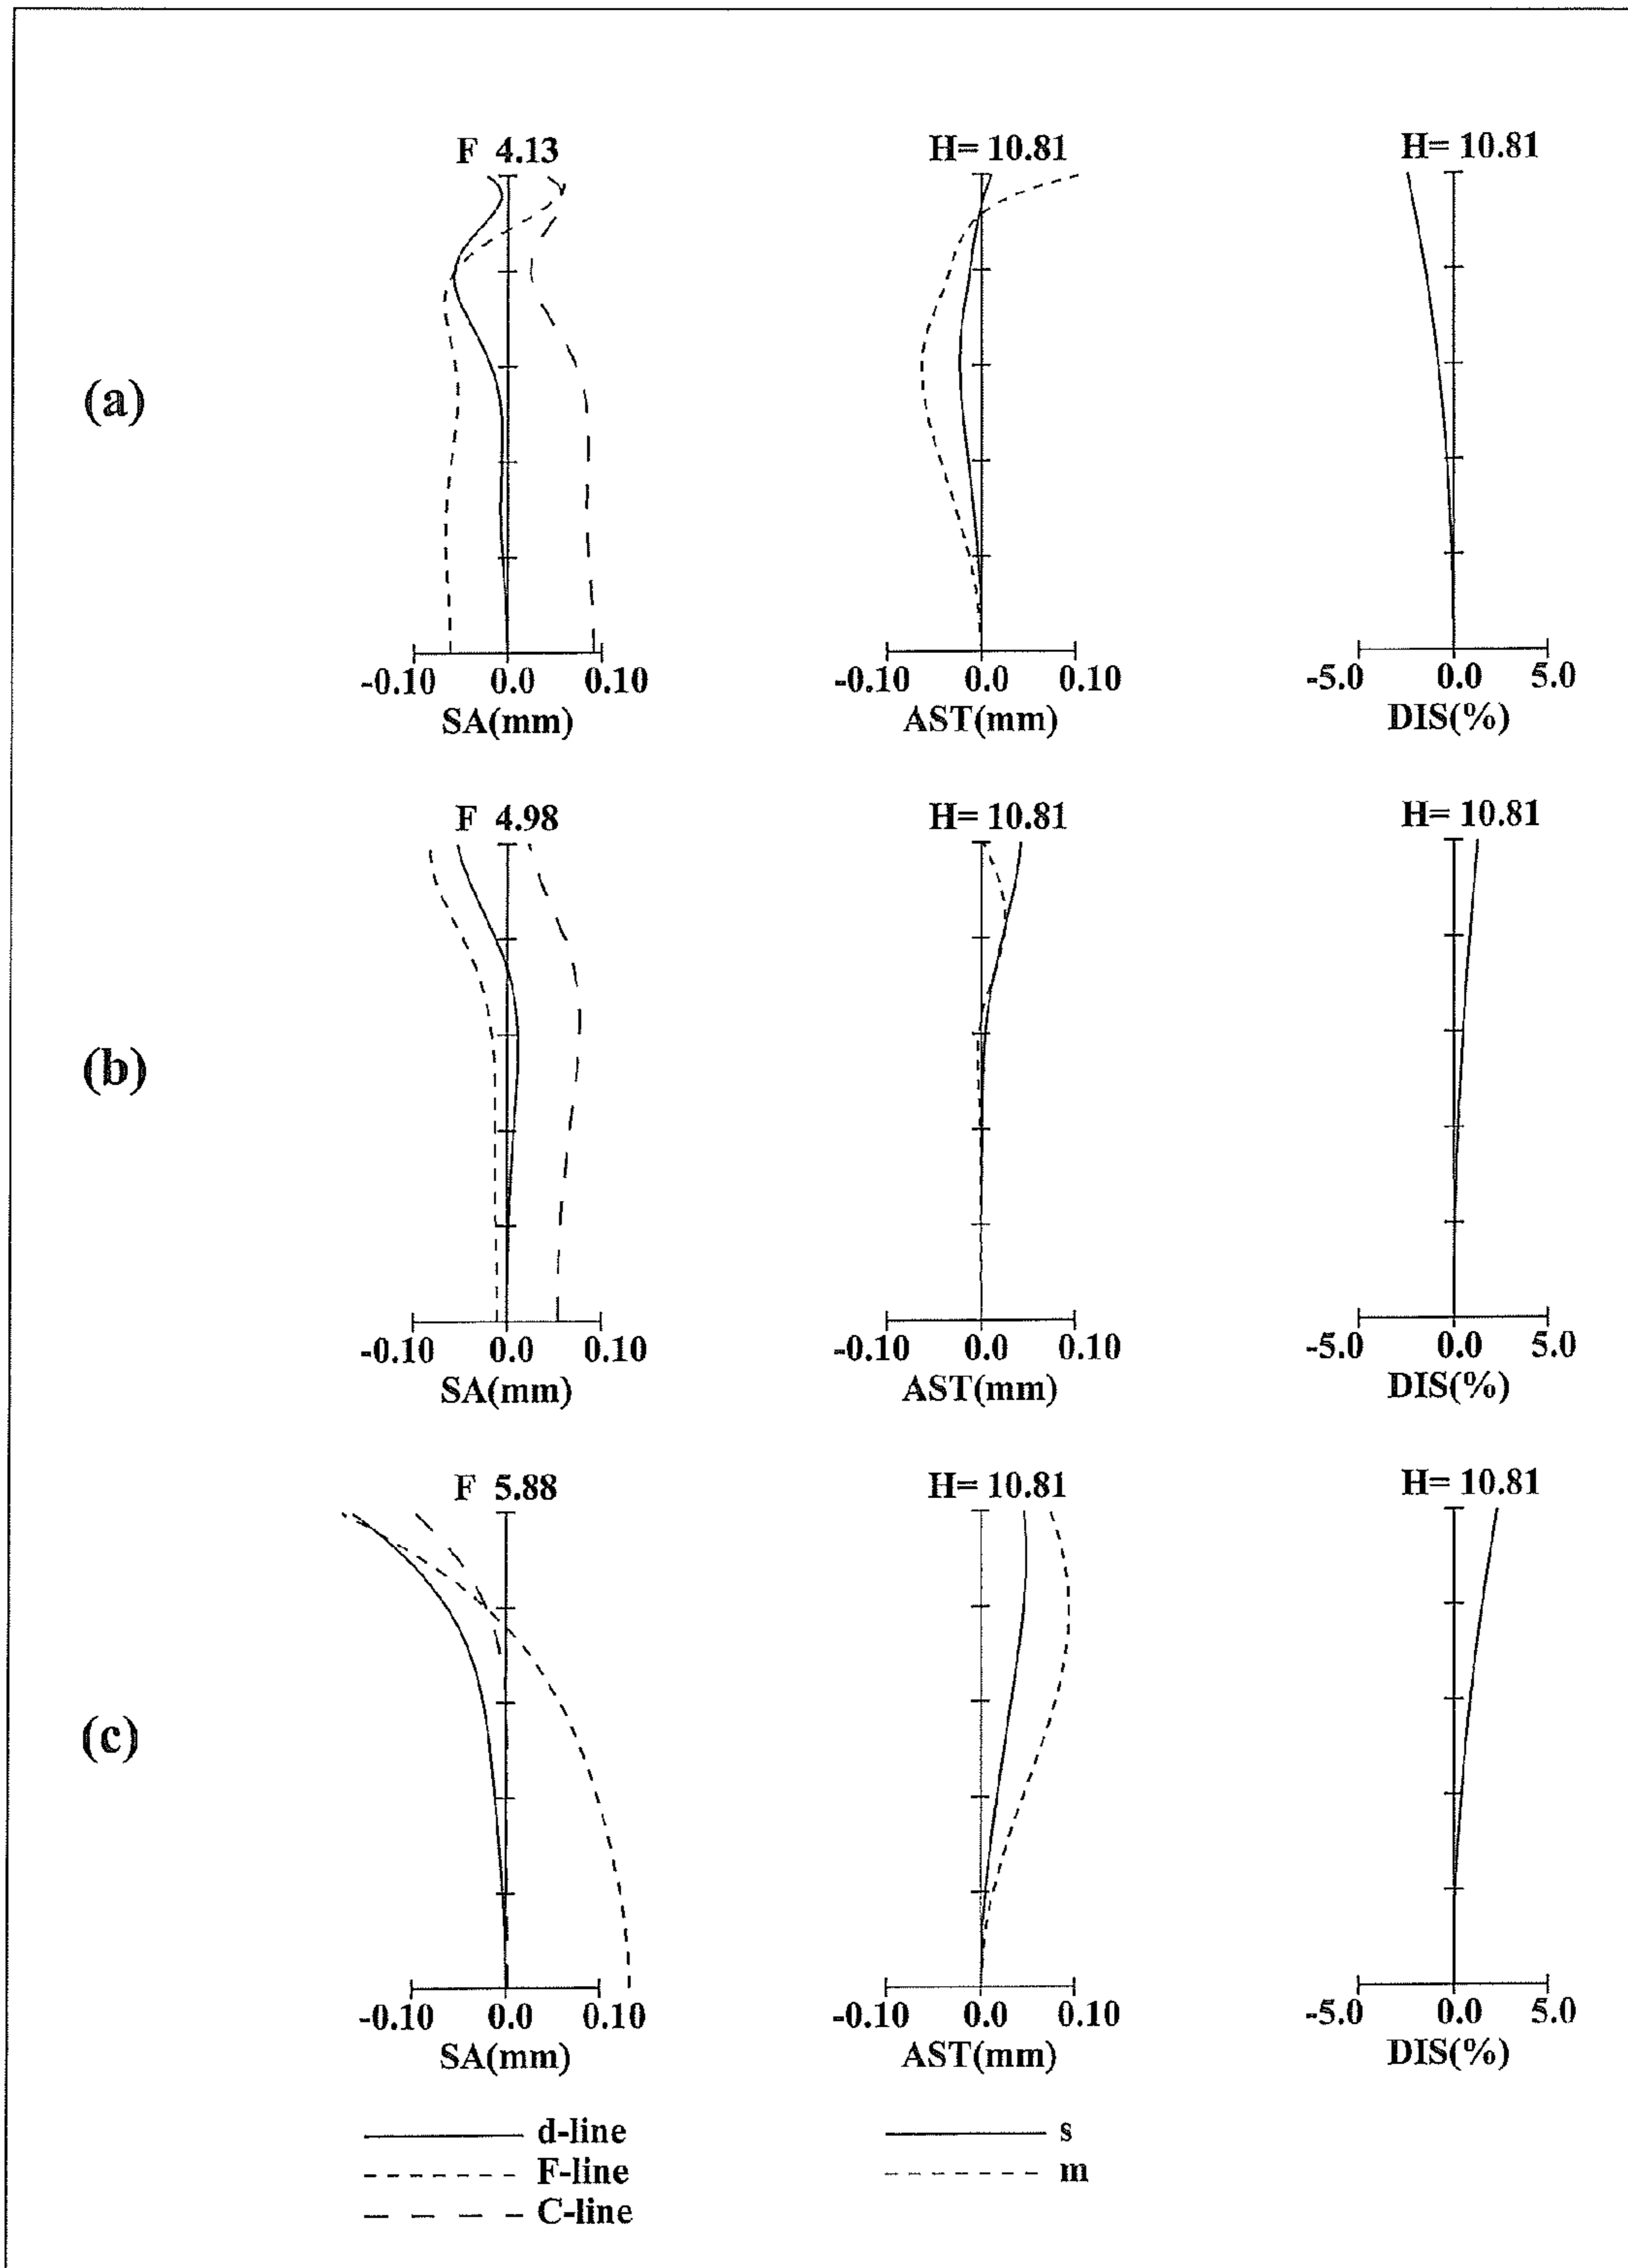 (a)
F 4.13
H= 10.81
H= 10.81
-0.10 0.0 0.10
SA(mm)
-0.10 0.0 0.10
AST(mm)
-5.0 0.0 5.0
DIS(%)
(b)
F 4.98
H= 10.81
H= 10.81
-0.10 0.0 0.10
SA(mm)
-0.10 0.0 0.10
AST(mm)
-5.0 0.0 5.0
DIS(%)
(c)
F 5.88
H= 10.81
H= 10.81
-0.10 0.0 0.10
SA(mm)
-0.10 0.0 0.10
AST(mm)
-5.0 0.0 5.0
DIS(%)
d-line
F-line
C-line
s
m